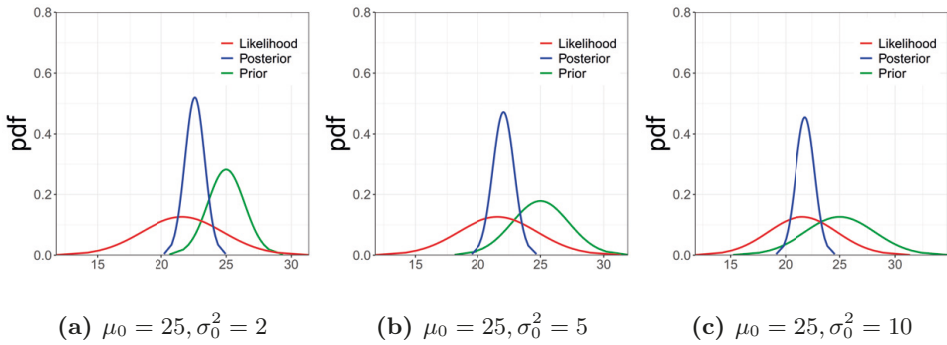 0.8
0.6
0.4
0.2
0.0
pdf
Likelihood
Posterior
Prior
15 20 25 30
0.8
0.6
0.4
0.2
0.0
pdf
Likelihood
Posterior
Prior
15 20 25 30
0.8
0.6
0.4
0.2
0.0
pdf
Likelihood
Posterior
Prior
15 20 25 30
(a) μ₀ = 25, σ₀² = 2
(b) μ₀ = 25, σ₀² = 5
(c) μ₀ = 25, σ₀² = 10